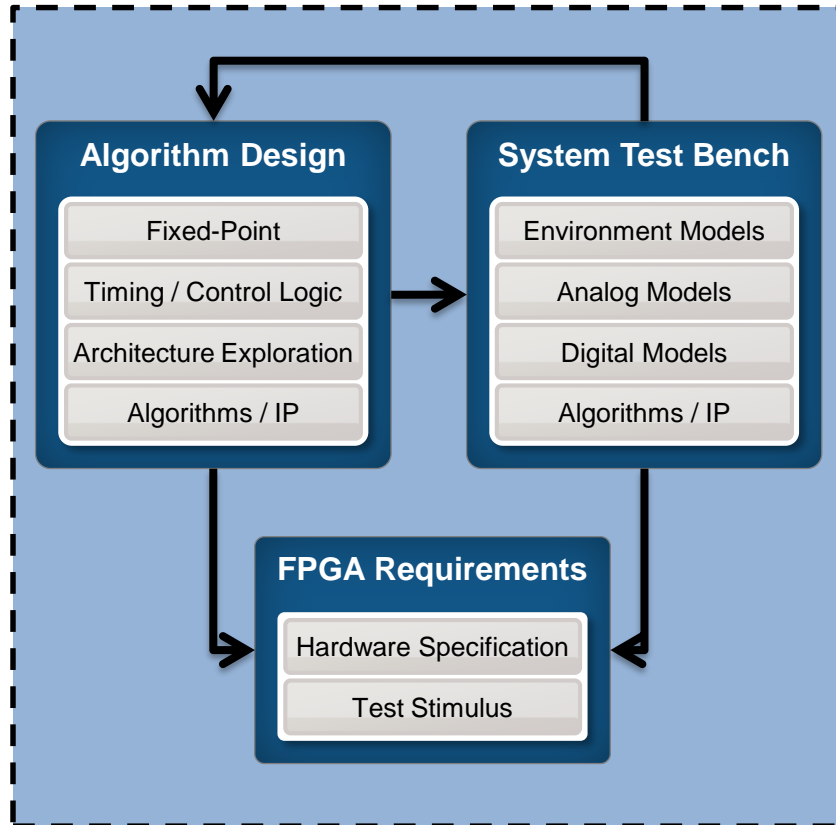 Algorithm Design
Fixed-Point
Timing / Control Logic
Architecture Exploration
Algorithms / IP
System Test Bench
Environment Models
Analog Models
Digital Models
Algorithms / IP
FPGA Requirements
Hardware Specification
Test Stimulus